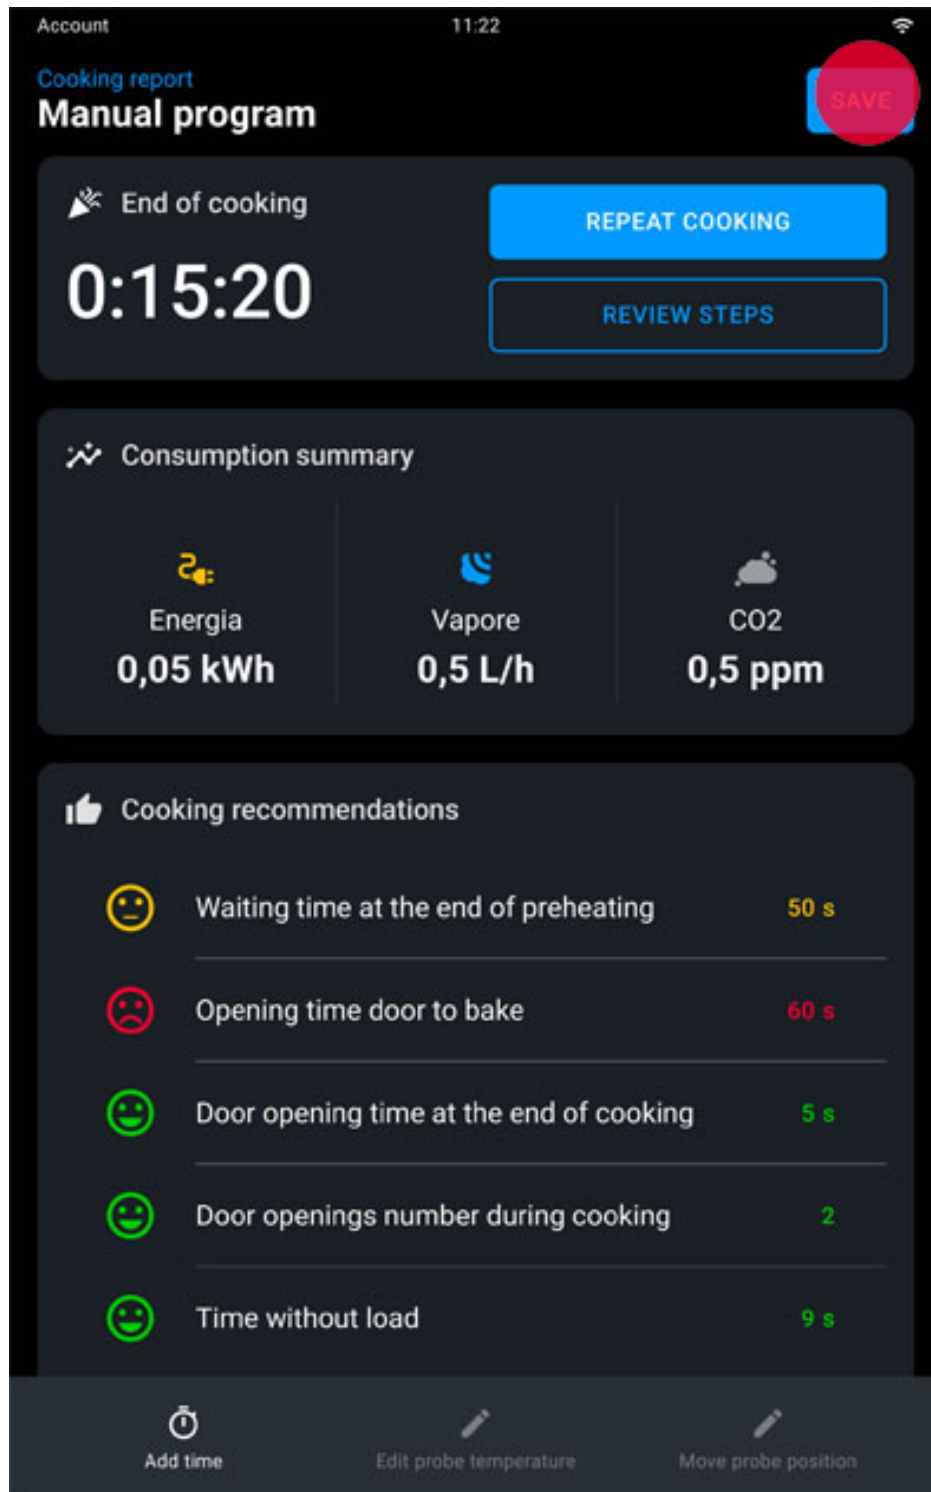 Account 11:22
Cooking report
Manual program
SAVE
End of cooking
0:15:20
REPEAT COOKING
REVIEW STEPS
Consumption summary
Energia
0,05 kWh
Vapore
0,5 L/h
CO2
0,5 ppm
Cooking recommendations
Waiting time at the end of preheating 50 s
Opening time door to bake 60 s
Door opening time at the end of cooking 5 s
Door openings number during cooking 2
Time without load 9 s
Add time
Edit probe temperature
Move probe position